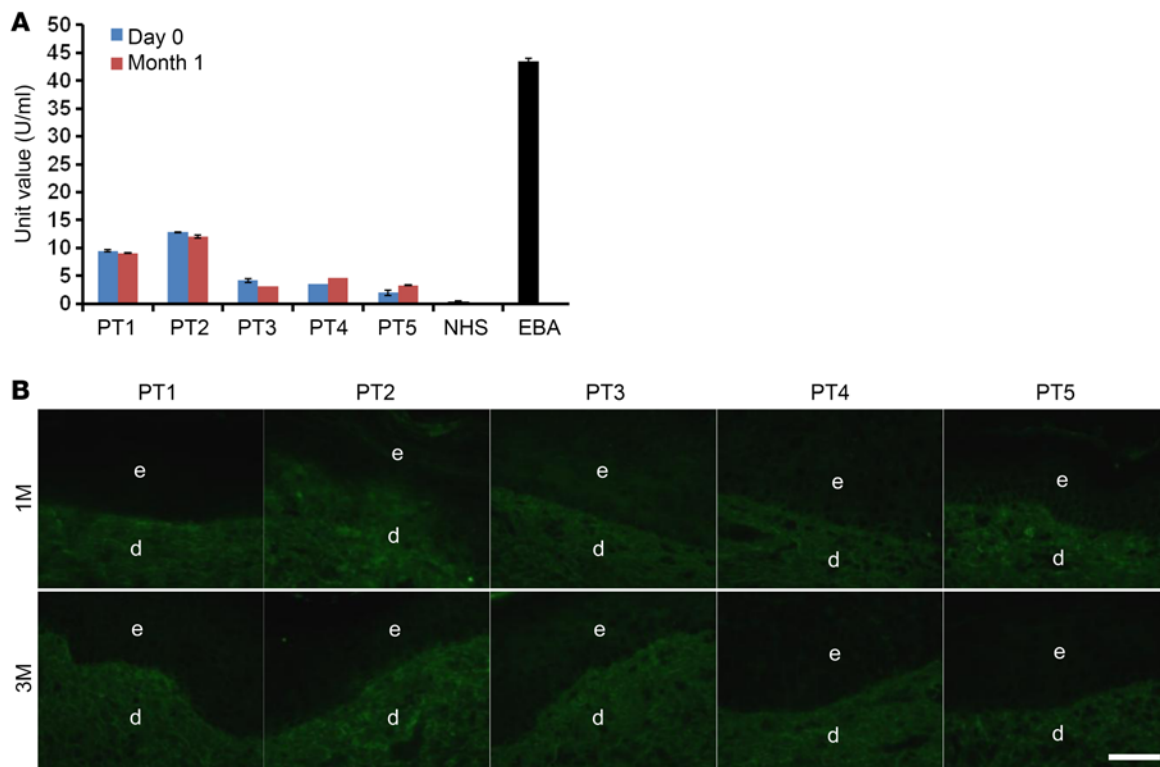 A
50
45
40
35
30
25
20
15
10
5
0
Unit value (U/ml)
Day 0
Month 1
PT1 PT2 PT3 PT4 PT5 NHS EBA
B
PT1 PT2 PT3 PT4 PT5
1M
e e e e e
d d d d d
3M
e e e e e
d d d d d